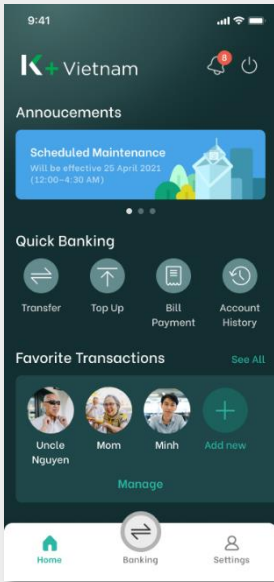 9:41
K+ Vietnam
8
Annoucements
Scheduled Maintenance
Will be effective 25 April 2021
(12:00-4:30 AM)
Quick Banking
Transfer
Top Up
Bill
Payment
Account
History
Favorite Transactions
See All
Uncle
Nguyen
Mom
Minh
Add new
Manage
Home
Banking
Settings